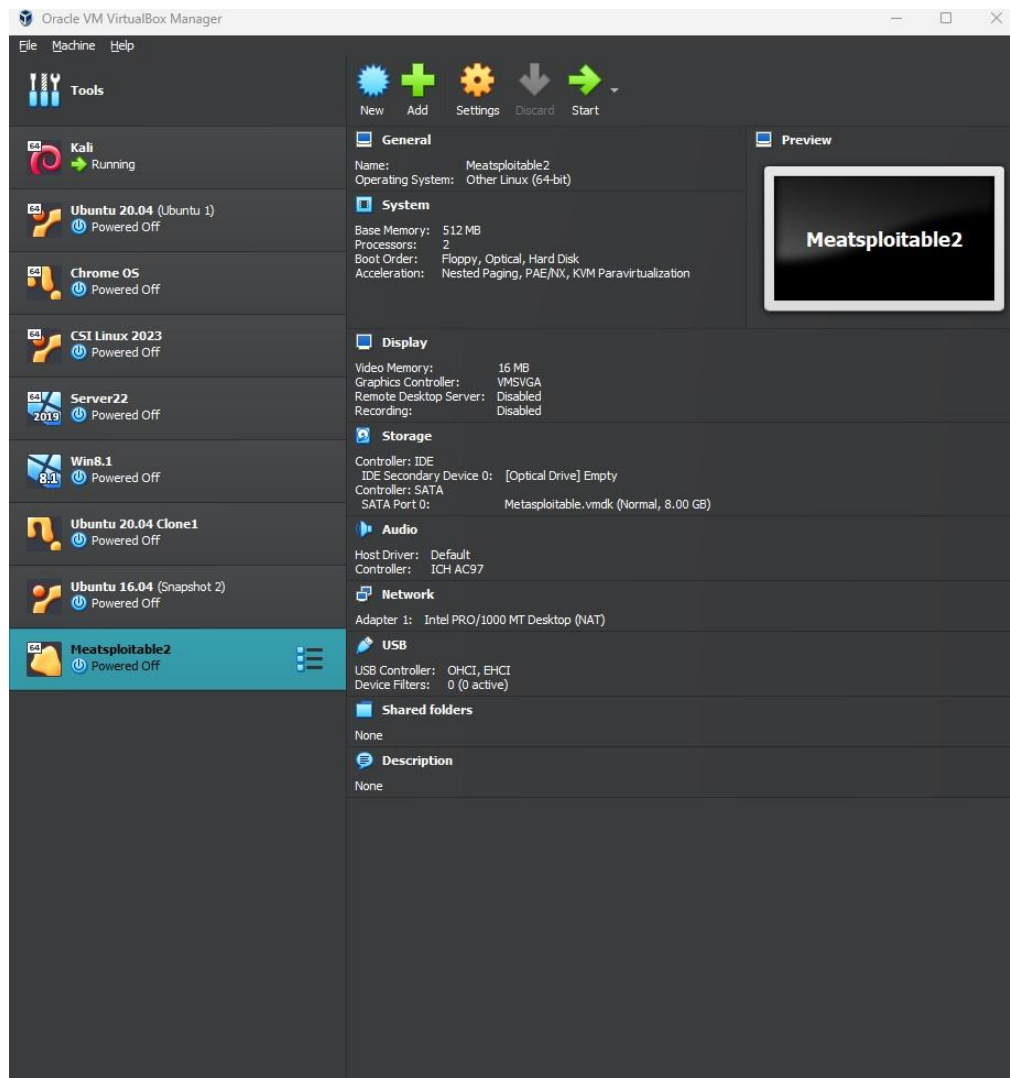 Oracle VM VirtualBox Manager
File Machine Help
Tools
New Add Settings Discard Start
64
Kali
Running
64
Ubuntu 20.04 (Ubuntu 1)
Powered Off
64
Chrome OS
Powered Off
64
CSI Linux 2023
Powered Off
64
2019
Server22
Powered Off
8.1
Win8.1
Powered Off
Ubuntu 20.04 Clone1
Powered Off
Ubuntu 16.04 (Snapshot 2)
Powered Off
64
Meatsploitable2
Powered Off
General
Name: Meatsploitable2
Operating System: Other Linux (64-bit)
System
Base Memory: 512 MB
Processors: 2
Boot Order: Floppy, Optical, Hard Disk
Acceleration: Nested Paging, PAE/NX, KVM Paravirtualization
Preview
Meatsploitable2
Display
Video Memory: 16 MB
Graphics Controller: VMSVGA
Remote Desktop Server: Disabled
Recording: Disabled
Storage
Controller: IDE
IDE Secondary Device 0: [Optical Drive] Empty
Controller: SATA
SATA Port 0: Metasploitable.vmdk (Normal, 8.00 GB)
Audio
Host Driver: Default
Controller: ICH AC97
Network
Adapter 1: Intel PRO/1000 MT Desktop (NAT)
USB
USB Controller: OHCI, EHCI
Device Filters: 0 (0 active)
Shared folders
None
Description
None